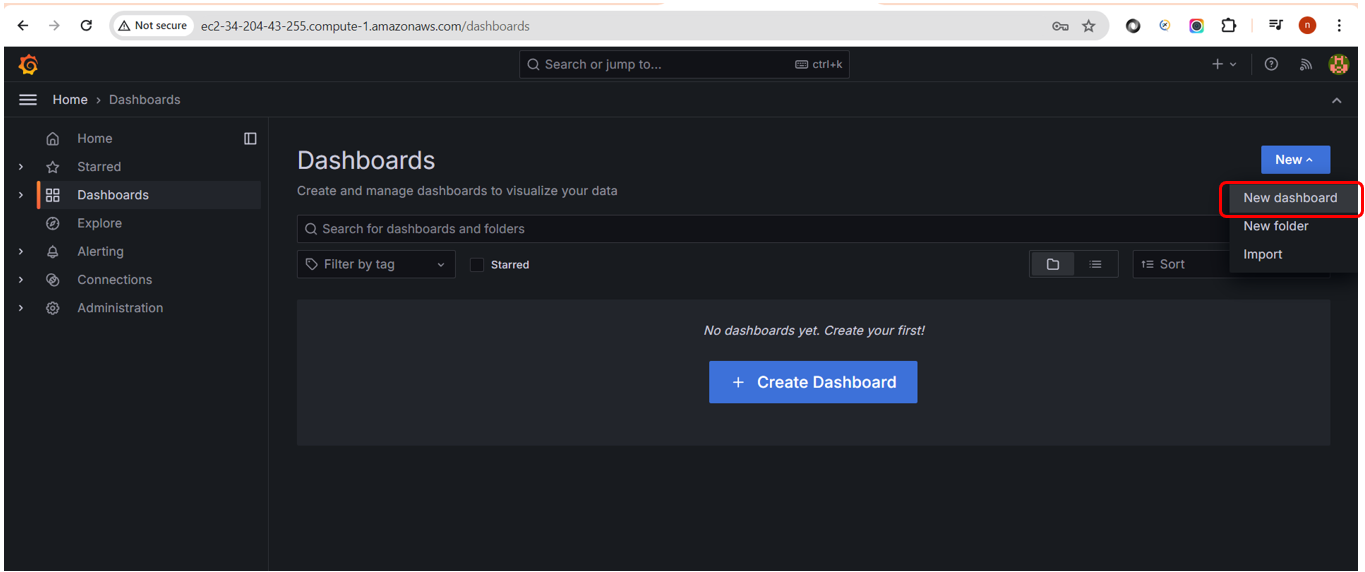 Not secure ec2-34-204-43-255.compute-1.amazonaws.com/dashboards n
Search or jump to... ctrl+k
Home › Dashboards
Home
Starred
Dashboards
Explore
Alerting
Connections
Administration
Dashboards
New
Create and manage dashboards to visualize your data
New dashboard
New folder
Import
Search for dashboards and folders
Filter by tag Starred Sort
No dashboards yet. Create your first!
+ Create Dashboard